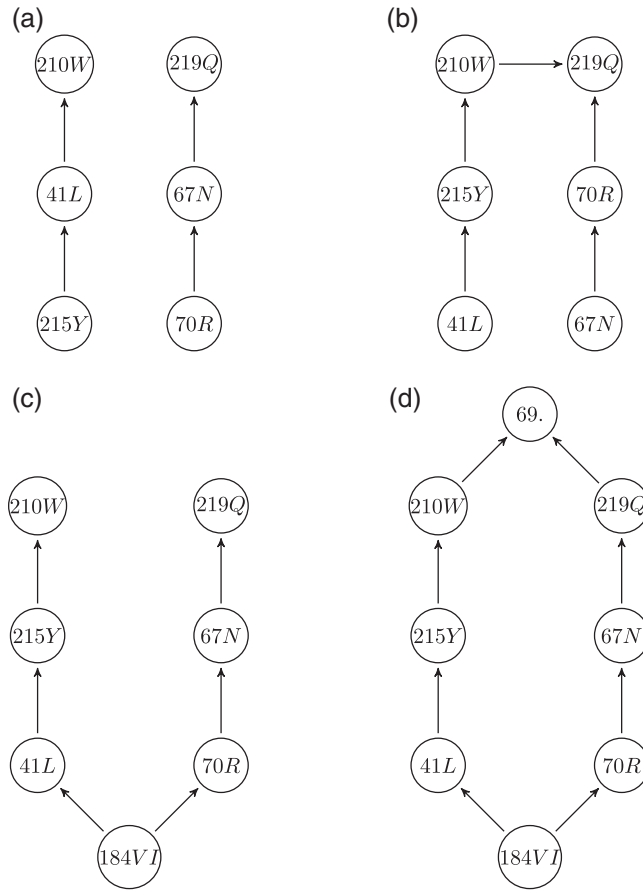 (a)
210W 219Q
41L 67N
215Y 70R
(b)
210W 219Q
215Y 70R
41L 67N
(c)
210W 219Q
215Y 67N
41L 70R
184VI
(d)
69.
210W 219Q
215Y 67N
41L 70R
184VI